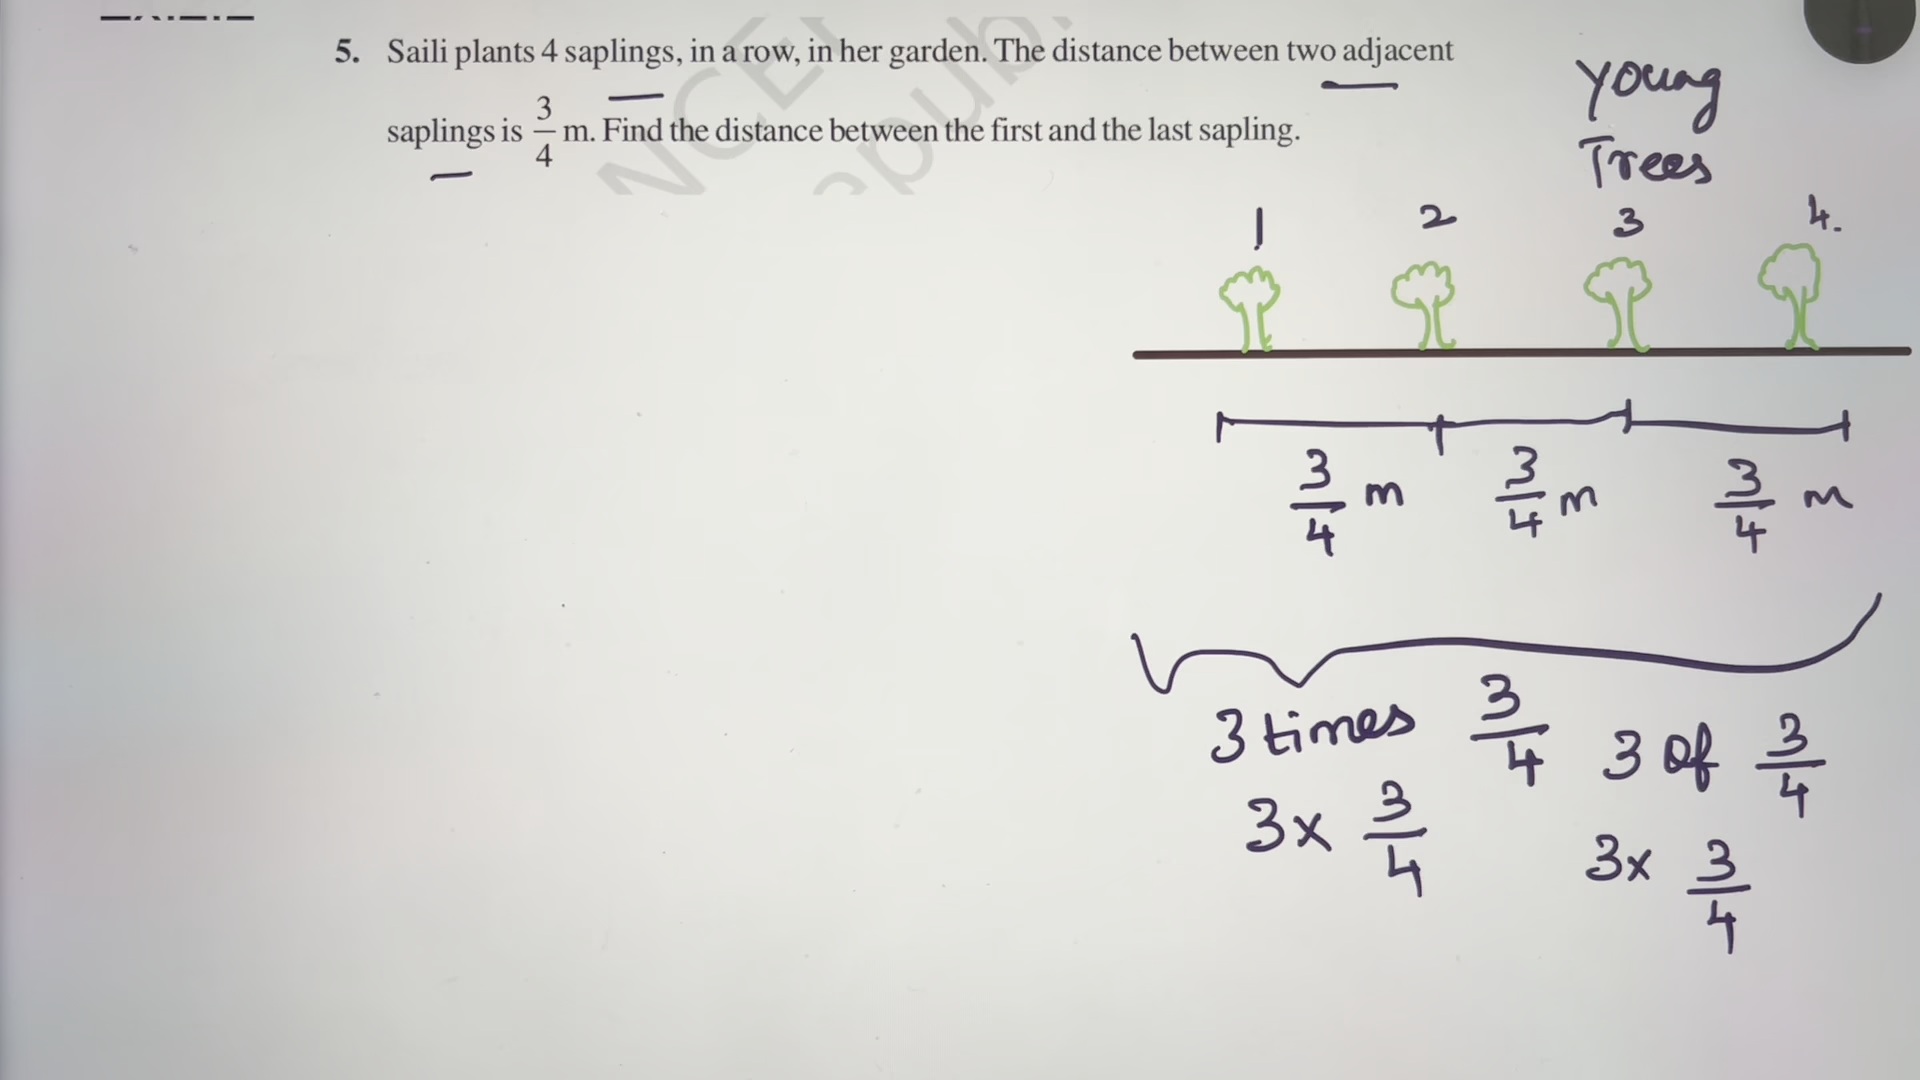 5. Saili plants 4 saplings, in a row, in her garden. The distance between two adjacent
saplings is 3/4 m. Find the distance between the first and the last sapling.
Young
Trees
1 2 3 4.
3/4 m 3/4 m 3/4 m
3 times 3/4 3 of 3/4
3x 3/4 3x 3/4